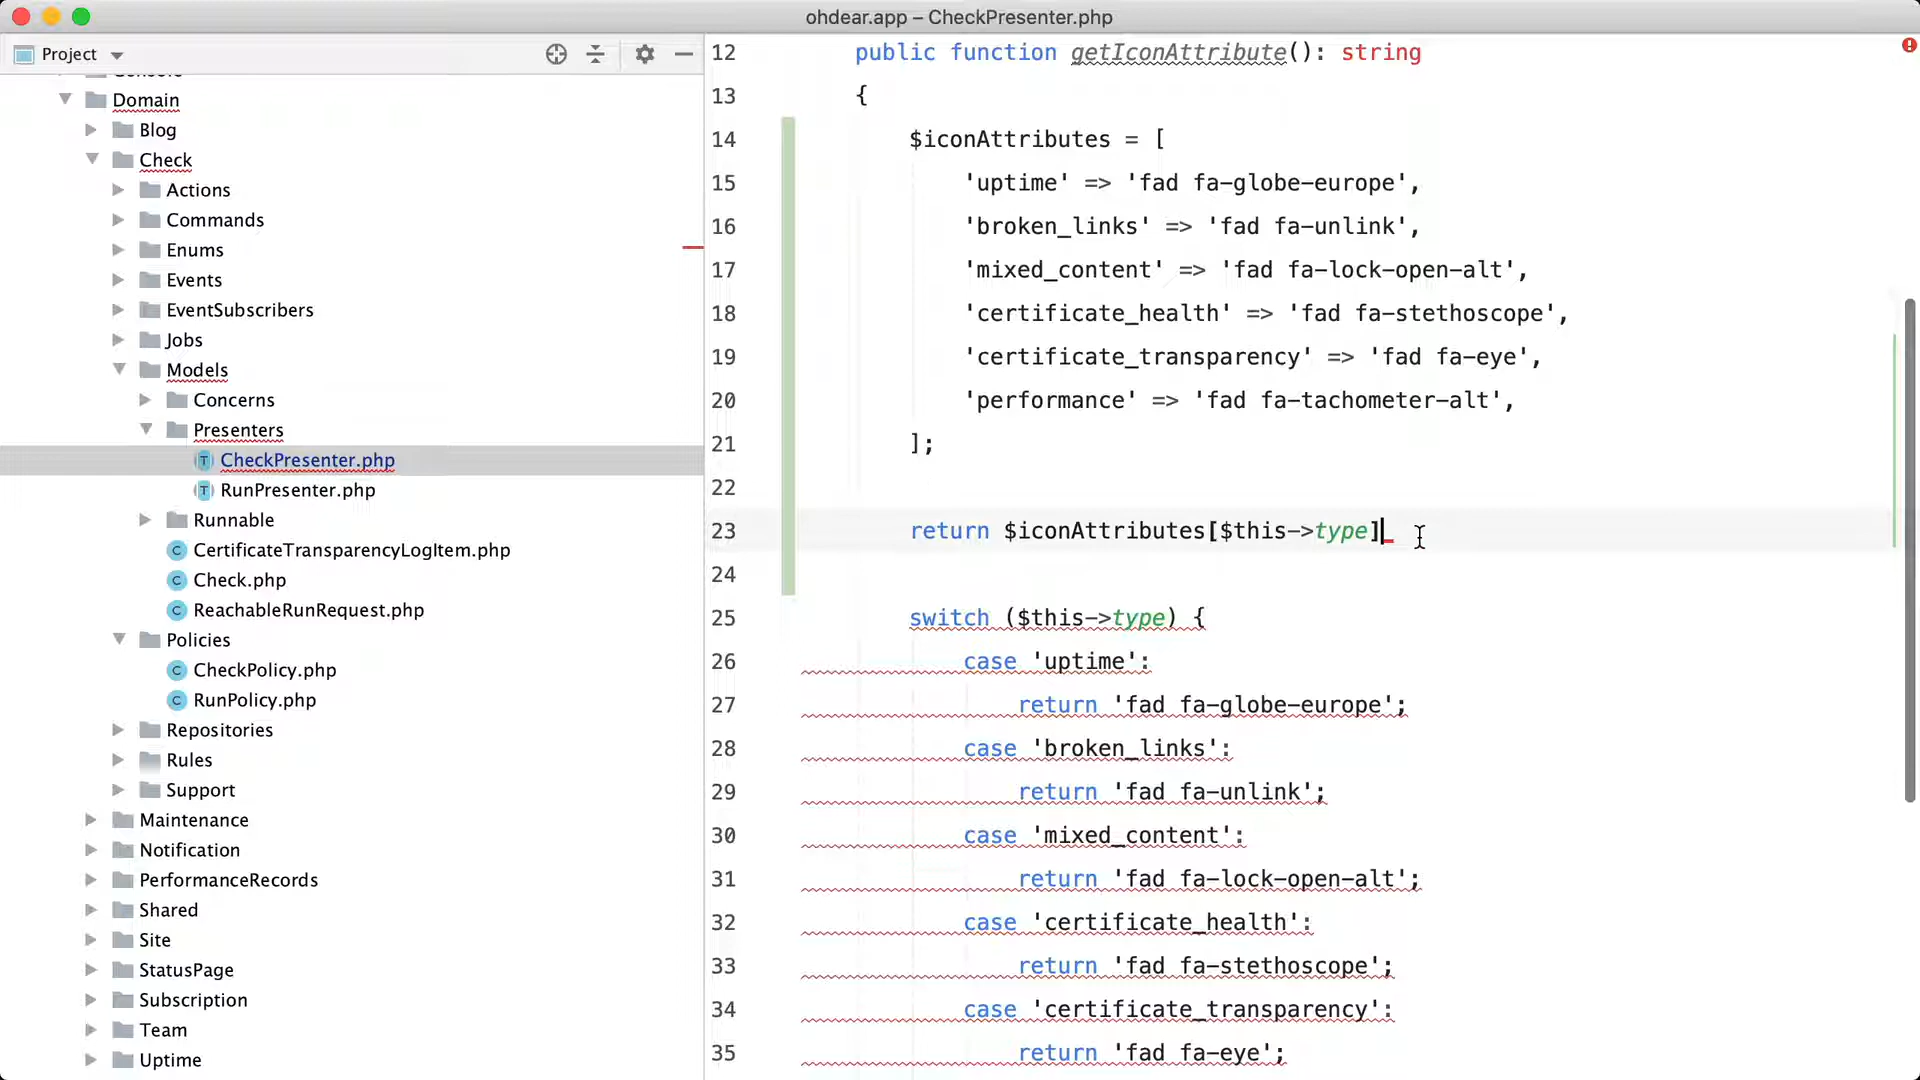 ohdear.app – CheckPresenter.php
Project
Console
Domain
Blog
Check
Actions
Commands
Enums
Events
EventSubscribers
Jobs
Models
Concerns
Presenters
CheckPresenter.php
RunPresenter.php
Runnable
CertificateTransparencyLogItem.php
Check.php
ReachableRunRequest.php
Policies
CheckPolicy.php
RunPolicy.php
Repositories
Rules
Support
Maintenance
Notification
PerformanceRecords
Shared
Site
StatusPage
Subscription
Team
Uptime
12 public function getIconAttribute(): string
13 {
14 $iconAttributes = [
15 'uptime' => 'fad fa-globe-europe',
16 'broken_links' => 'fad fa-unlink',
17 'mixed_content' => 'fad fa-lock-open-alt',
18 'certificate_health' => 'fad fa-stethoscope',
19 'certificate_transparency' => 'fad fa-eye',
20 'performance' => 'fad fa-tachometer-alt',
21 ];
22
23 return $iconAttributes[$this->type]
24
25 switch ($this->type) {
26 case 'uptime':
27 return 'fad fa-globe-europe';
28 case 'broken_links':
29 return 'fad fa-unlink';
30 case 'mixed_content':
31 return 'fad fa-lock-open-alt';
32 case 'certificate_health':
33 return 'fad fa-stethoscope';
34 case 'certificate_transparency':
35 return 'fad fa-eye';